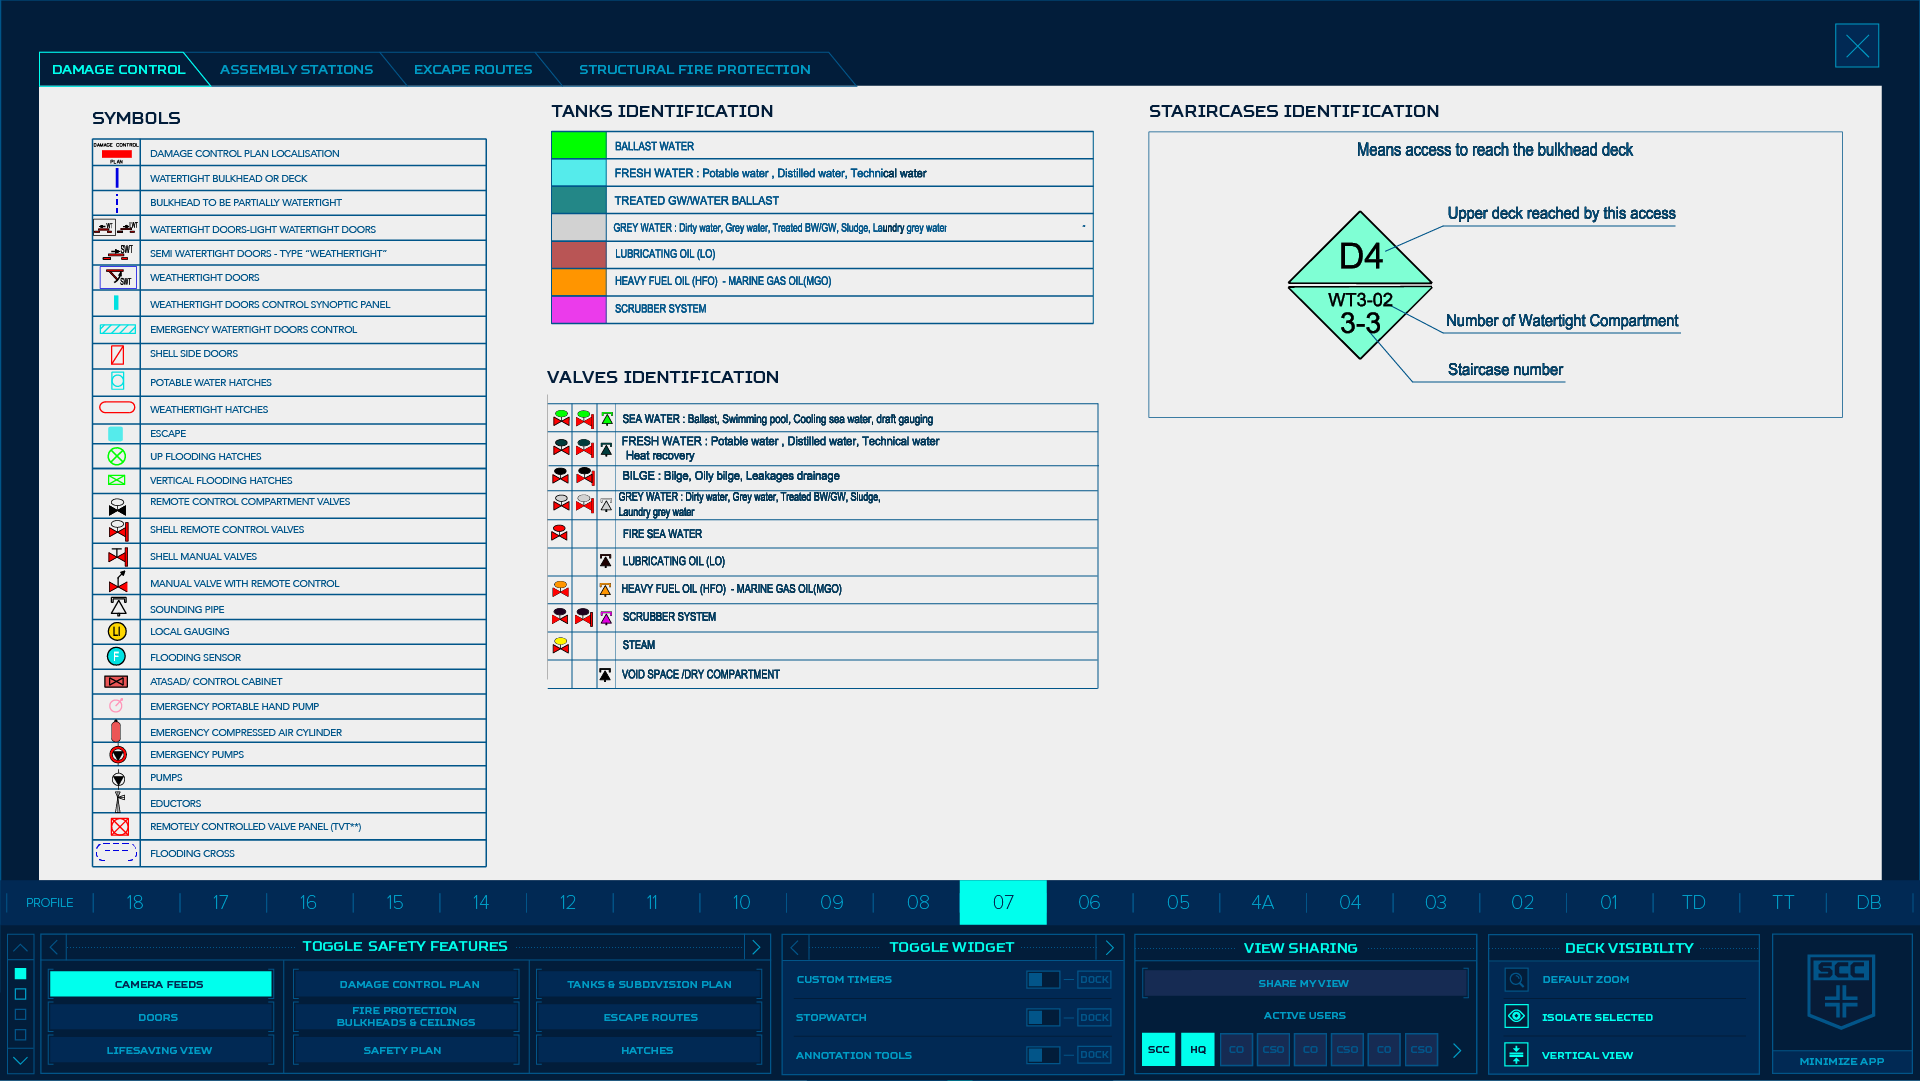 DAMAGE CONTROL
ASSEMBLY STATIONS
EXCAPE ROUTES
STRUCTURAL FIRE PROTECTION
SYMBOLS
DAMAGE CONTROL
PLAN
DAMAGE CONTROL PLAN LOCALISATION
WATERTIGHT BULKHEAD OR DECK
BULKHEAD TO BE PARTIALLY WATERTIGHT
WT LWT
WATERTIGHT DOORS-LIGHT WATERTIGHT DOORS
SWT
SEMI WATERTIGHT DOORS - TYPE “WEATHERTIGHT”
SWT
WEATHERTIGHT DOORS
WEATHERTIGHT DOORS CONTROL SYNOPTIC PANEL
EMERGENCY WATERTIGHT DOORS CONTROL
SHELL SIDE DOORS
POTABLE WATER HATCHES
WEATHERTIGHT HATCHES
ESCAPE
UP FLOODING HATCHES
VERTICAL FLOODING HATCHES
REMOTE CONTROL COMPARTMENT VALVES
SHELL REMOTE CONTROL VALVES
SHELL MANUAL VALVES
MANUAL VALVE WITH REMOTE CONTROL
SOUNDING PIPE
LI
LOCAL GAUGING
F
FLOODING SENSOR
ATASAD/ CONTROL CABINET
EMERGENCY PORTABLE HAND PUMP
EMERGENCY COMPRESSED AIR CYLINDER
EMERGENCY PUMPS
PUMPS
EDUCTORS
REMOTELY CONTROLLED VALVE PANEL (TVT**)
FLOODING CROSS
TANKS IDENTIFICATION
BALLAST WATER
FRESH WATER : Potable water , Distilled water, Technical water
TREATED GW/WATER BALLAST
GREY WATER : Dirty water, Grey water, Treated BW/GW, Sludge, Laundry grey water -
LUBRICATING OIL (LO)
HEAVY FUEL OIL (HFO) - MARINE GAS OIL(MGO)
SCRUBBER SYSTEM
VALVES IDENTIFICATION
SEA WATER : Ballast, Swimming pool, Cooling sea water, draft gauging
FRESH WATER : Potable water , Distilled water, Technical water
Heat recovery
BILGE : Bilge, Oily bilge, Leakages drainage
GREY WATER : Dirty water, Grey water, Treated BW/GW, Sludge,
Laundry grey water
FIRE SEA WATER
LUBRICATING OIL (LO)
HEAVY FUEL OIL (HFO) - MARINE GAS OIL(MGO)
SCRUBBER SYSTEM
STEAM
VOID SPACE /DRY COMPARTMENT
STARIRCASES IDENTIFICATION
Means access to reach the bulkhead deck
Upper deck reached by this access
D4
WT3-02
3-3
Number of Watertight Compartment
Staircase number
PROFILE 18 17 16 15 14 12 11 10 09 08 07 06 05 4A 04 03 02 01 TD TT DB
TOGGLE SAFETY FEATURES
CAMERA FEEDS
DAMAGE CONTROL PLAN
TANKS & SUBDIVISION PLAN
DOORS
FIRE PROTECTION
BULKHEADS & CEILINGS
ESCAPE ROUTES
LIFESAVING VIEW
SAFETY PLAN
HATCHES
TOGGLE WIDGET
CUSTOM TIMERS DOCK
STOPWATCH DOCK
ANNOTATION TOOLS DOCK
VIEW SHARING
SHARE MY VIEW
ACTIVE USERS
SCC HQ CO CSO CO CSO CO CSO
DECK VISIBILITY
DEFAULT ZOOM
ISOLATE SELECTED
VERTICAL VIEW
SCC
MINIMIZE APP